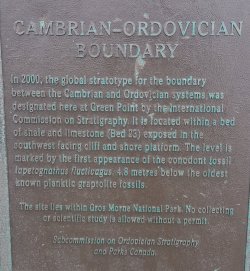 CAMBRIAN-ORDOVICIAN
BOUNDARY
In 2000, the global stratotype for the boundary
between the Cambrian and Ordovician systems was
designated here at Green Point by the International
Commission on Stratigraphy. It is located within a bed
of shale and limestone (Bed 23) exposed in the
southwest facing cliff and shore platform. The level is
marked by the first appearance of the conodont fossil
Iapetognathus fluctivagus, 4.8 metres below the oldest
known planktic graptolite fossils.
The site lies within Gros Morne National Park. No collecting
or scientific study is allowed without a permit.
Subcommission on Ordovician Stratigraphy
and Parks Canada